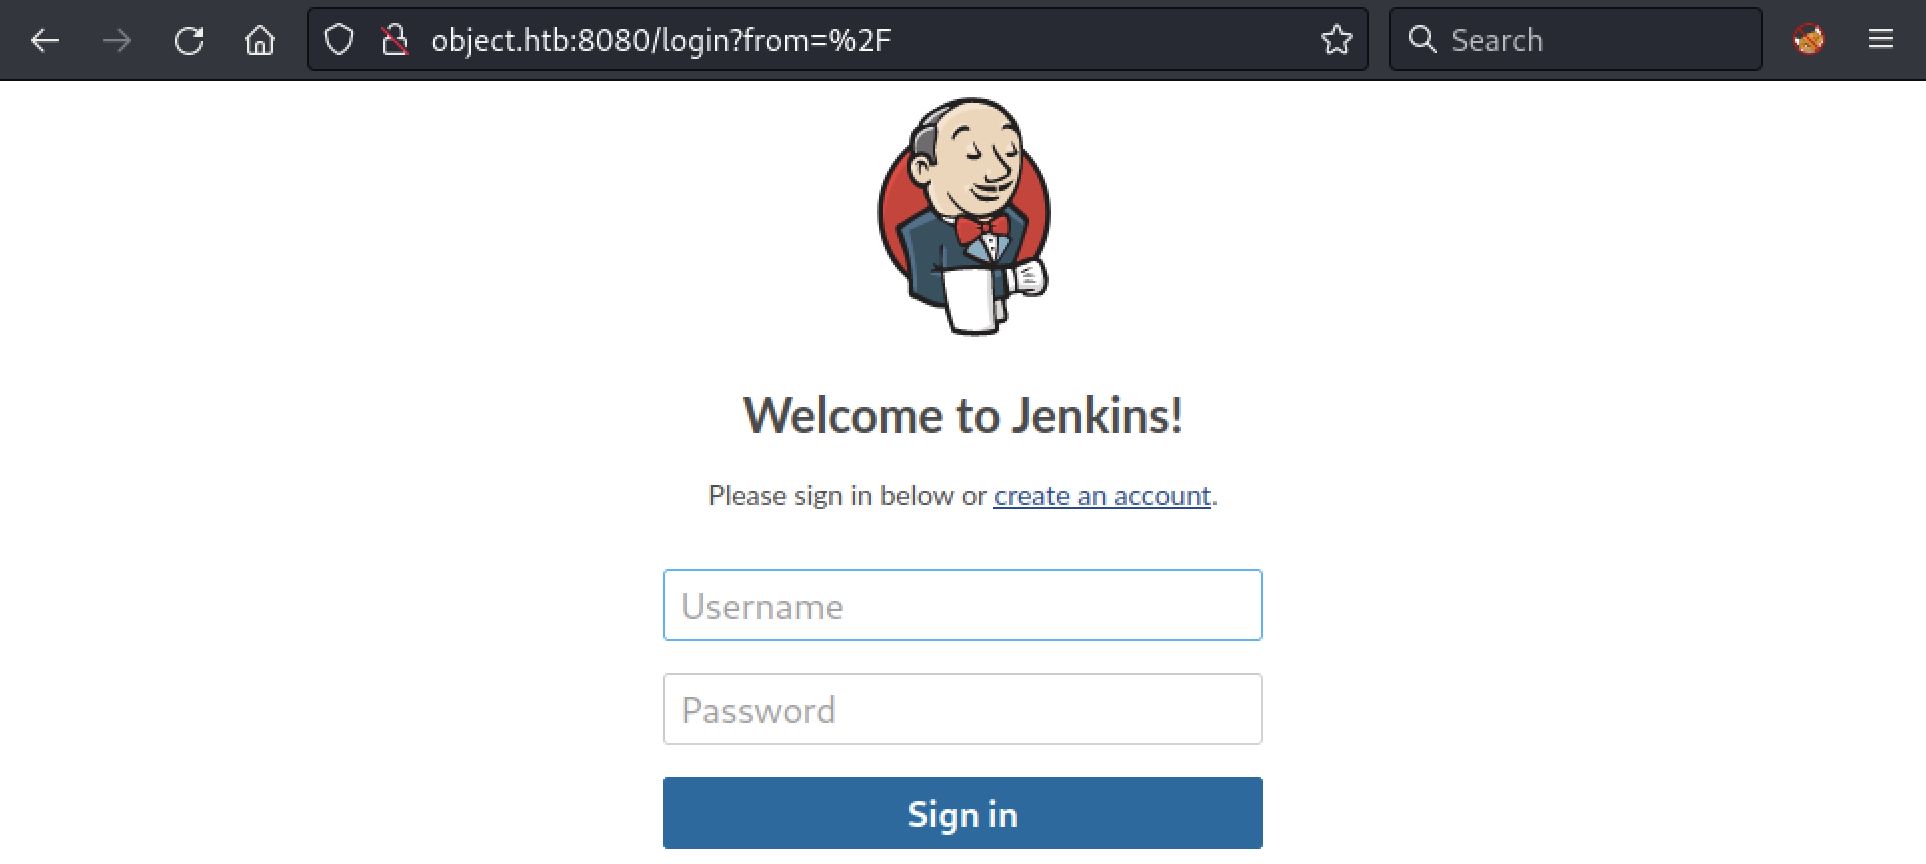 object.htb:8080/login?from=%2F
Search
Welcome to Jenkins!
Please sign in below or create an account.
Username
Password
Sign in